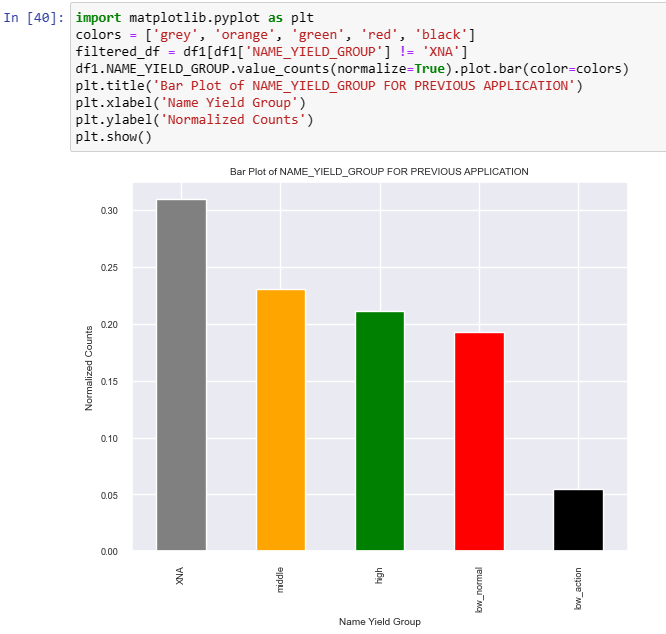 In [40]: import matplotlib.pyplot as plt
colors = ['grey', 'orange', 'green', 'red', 'black']
filtered_df = df1[df1['NAME_YIELD_GROUP'] != 'XNA']
df1.NAME_YIELD_GROUP.value_counts(normalize=True).plot.bar(color=colors)
plt.title('Bar Plot of NAME_YIELD_GROUP FOR PREVIOUS APPLICATION')
plt.xlabel('Name Yield Group')
plt.ylabel('Normalized Counts')
plt.show()
Bar Plot of NAME_YIELD_GROUP FOR PREVIOUS APPLICATION
Normalized Counts
0.30
0.25
0.20
0.15
0.10
0.05
0.00
XNA
middle
high
low_normal
low_action
Name Yield Group